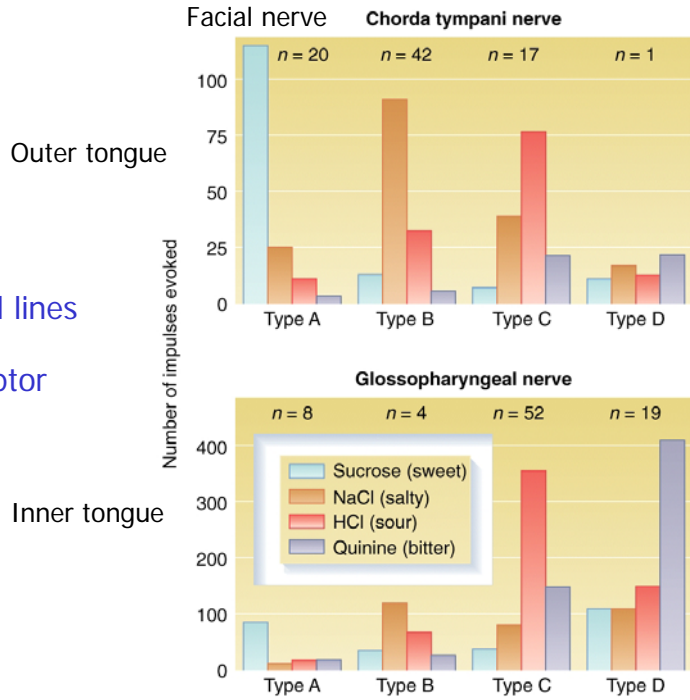 Facial nerve
Chorda tympani nerve
n = 20
n = 42
n = 17
n = 1
100
75
50
25
0
Type A
Type B
Type C
Type D
Outer tongue
lines
Number of impulses evoked
Glossopharyngeal nerve
n = 8
n = 4
n = 52
n = 19
400
300
200
100
0
Sucrose (sweet)
NaCl (salty)
HCl (sour)
Quinine (bitter)
Type A
Type B
Type C
Type D
Inner tongue